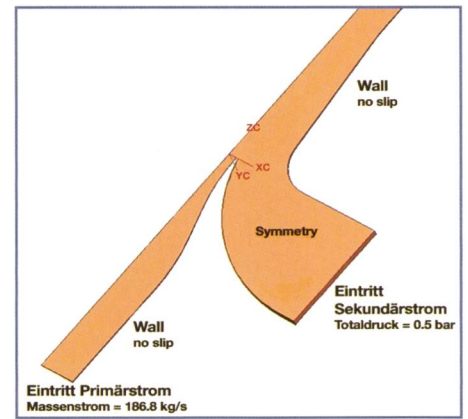 Wall
no slip
ZC
XC
YC
Symmetry
Eintritt
Sekundärstrom
Totaldruck = 0.5 bar
Wall
no slip
Eintritt Primärstrom
Massenstrom = 186.8 kg/s